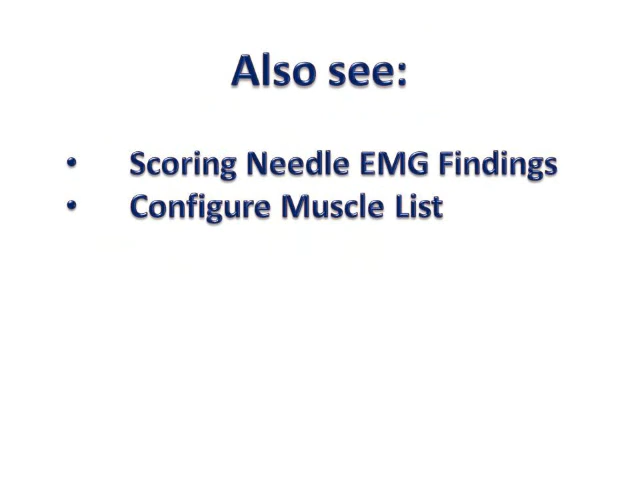 Also see:
• Scoring Needle EMG Findings
• Configure Muscle List